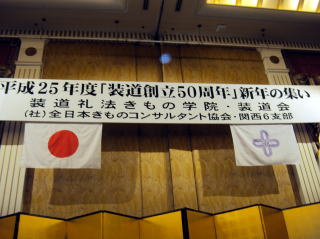 平成25年度「装道創立50周年」新年の集い
装道礼法きもの学院・装道会
(社)全日本きものコンサルタント協会・関西6支部